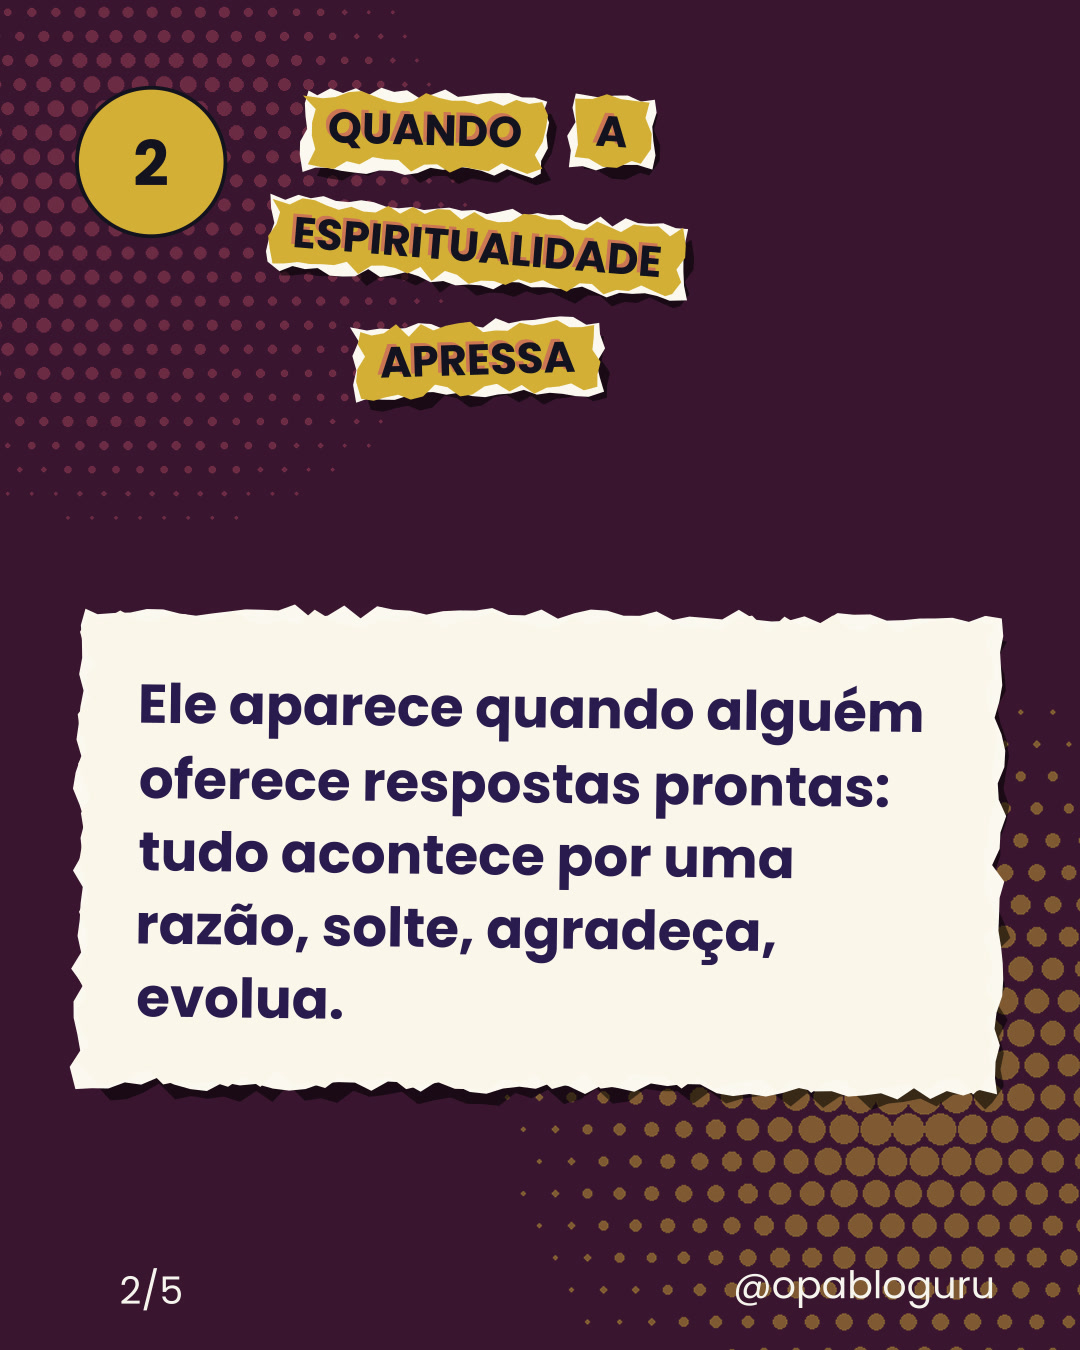 2
QUANDO A
ESPIRITUALIDADE
APRESSA
Ele aparece quando alguém
oferece respostas prontas:
tudo acontece por uma
razão, solte, agradeça,
evolua.
2/5
@opabloguru